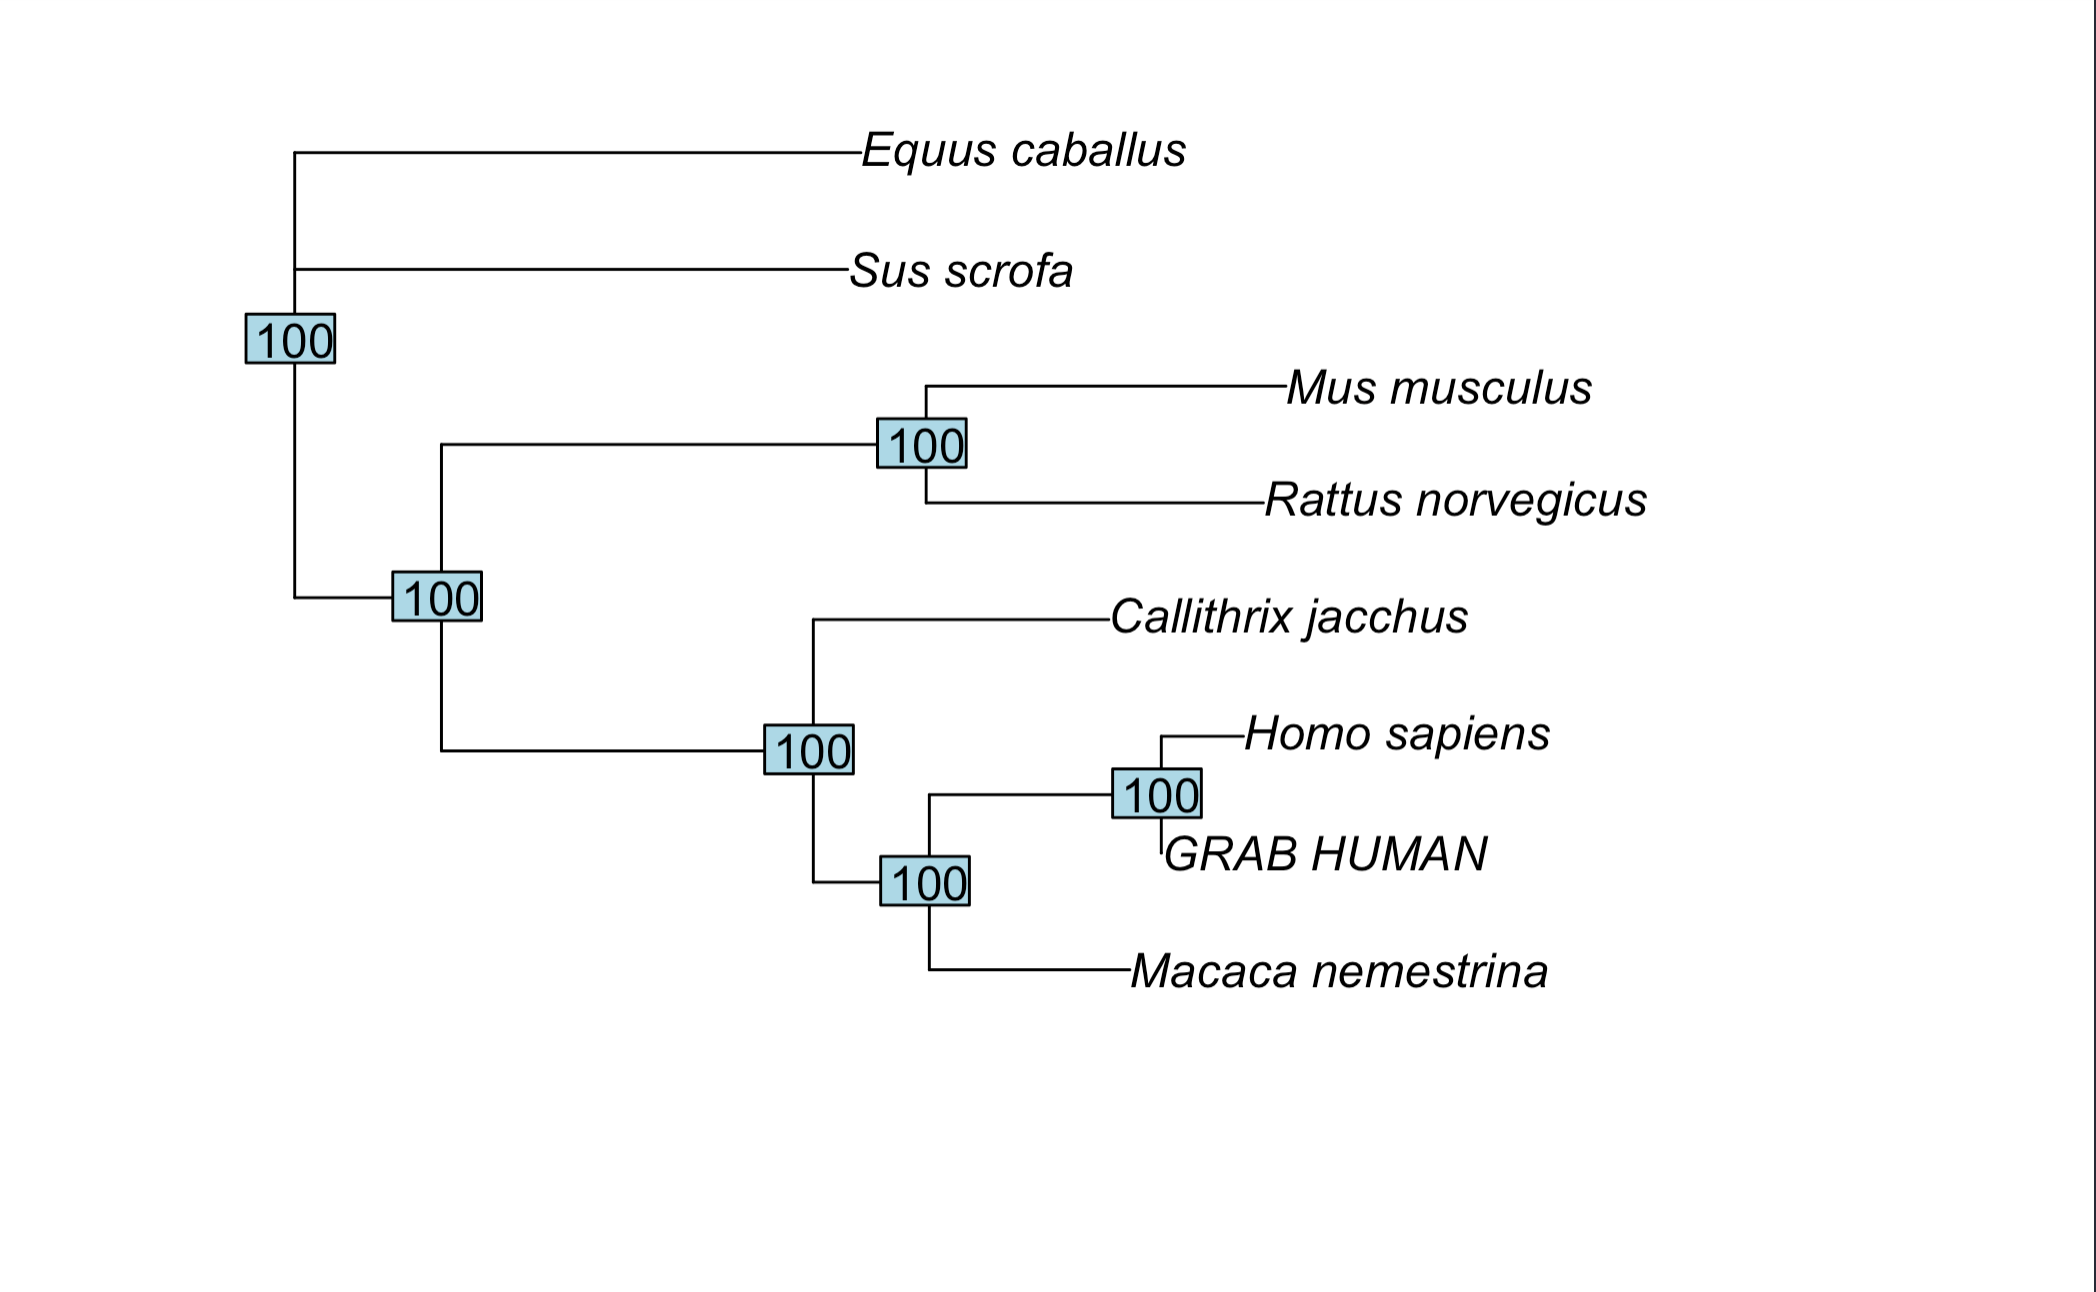 Equus caballus
Sus scrofa
100
Mus musculus
100
Rattus norvegicus
100
Callithrix jacchus
Homo sapiens
100
100
GRAB HUMAN
100
Macaca nemestrina